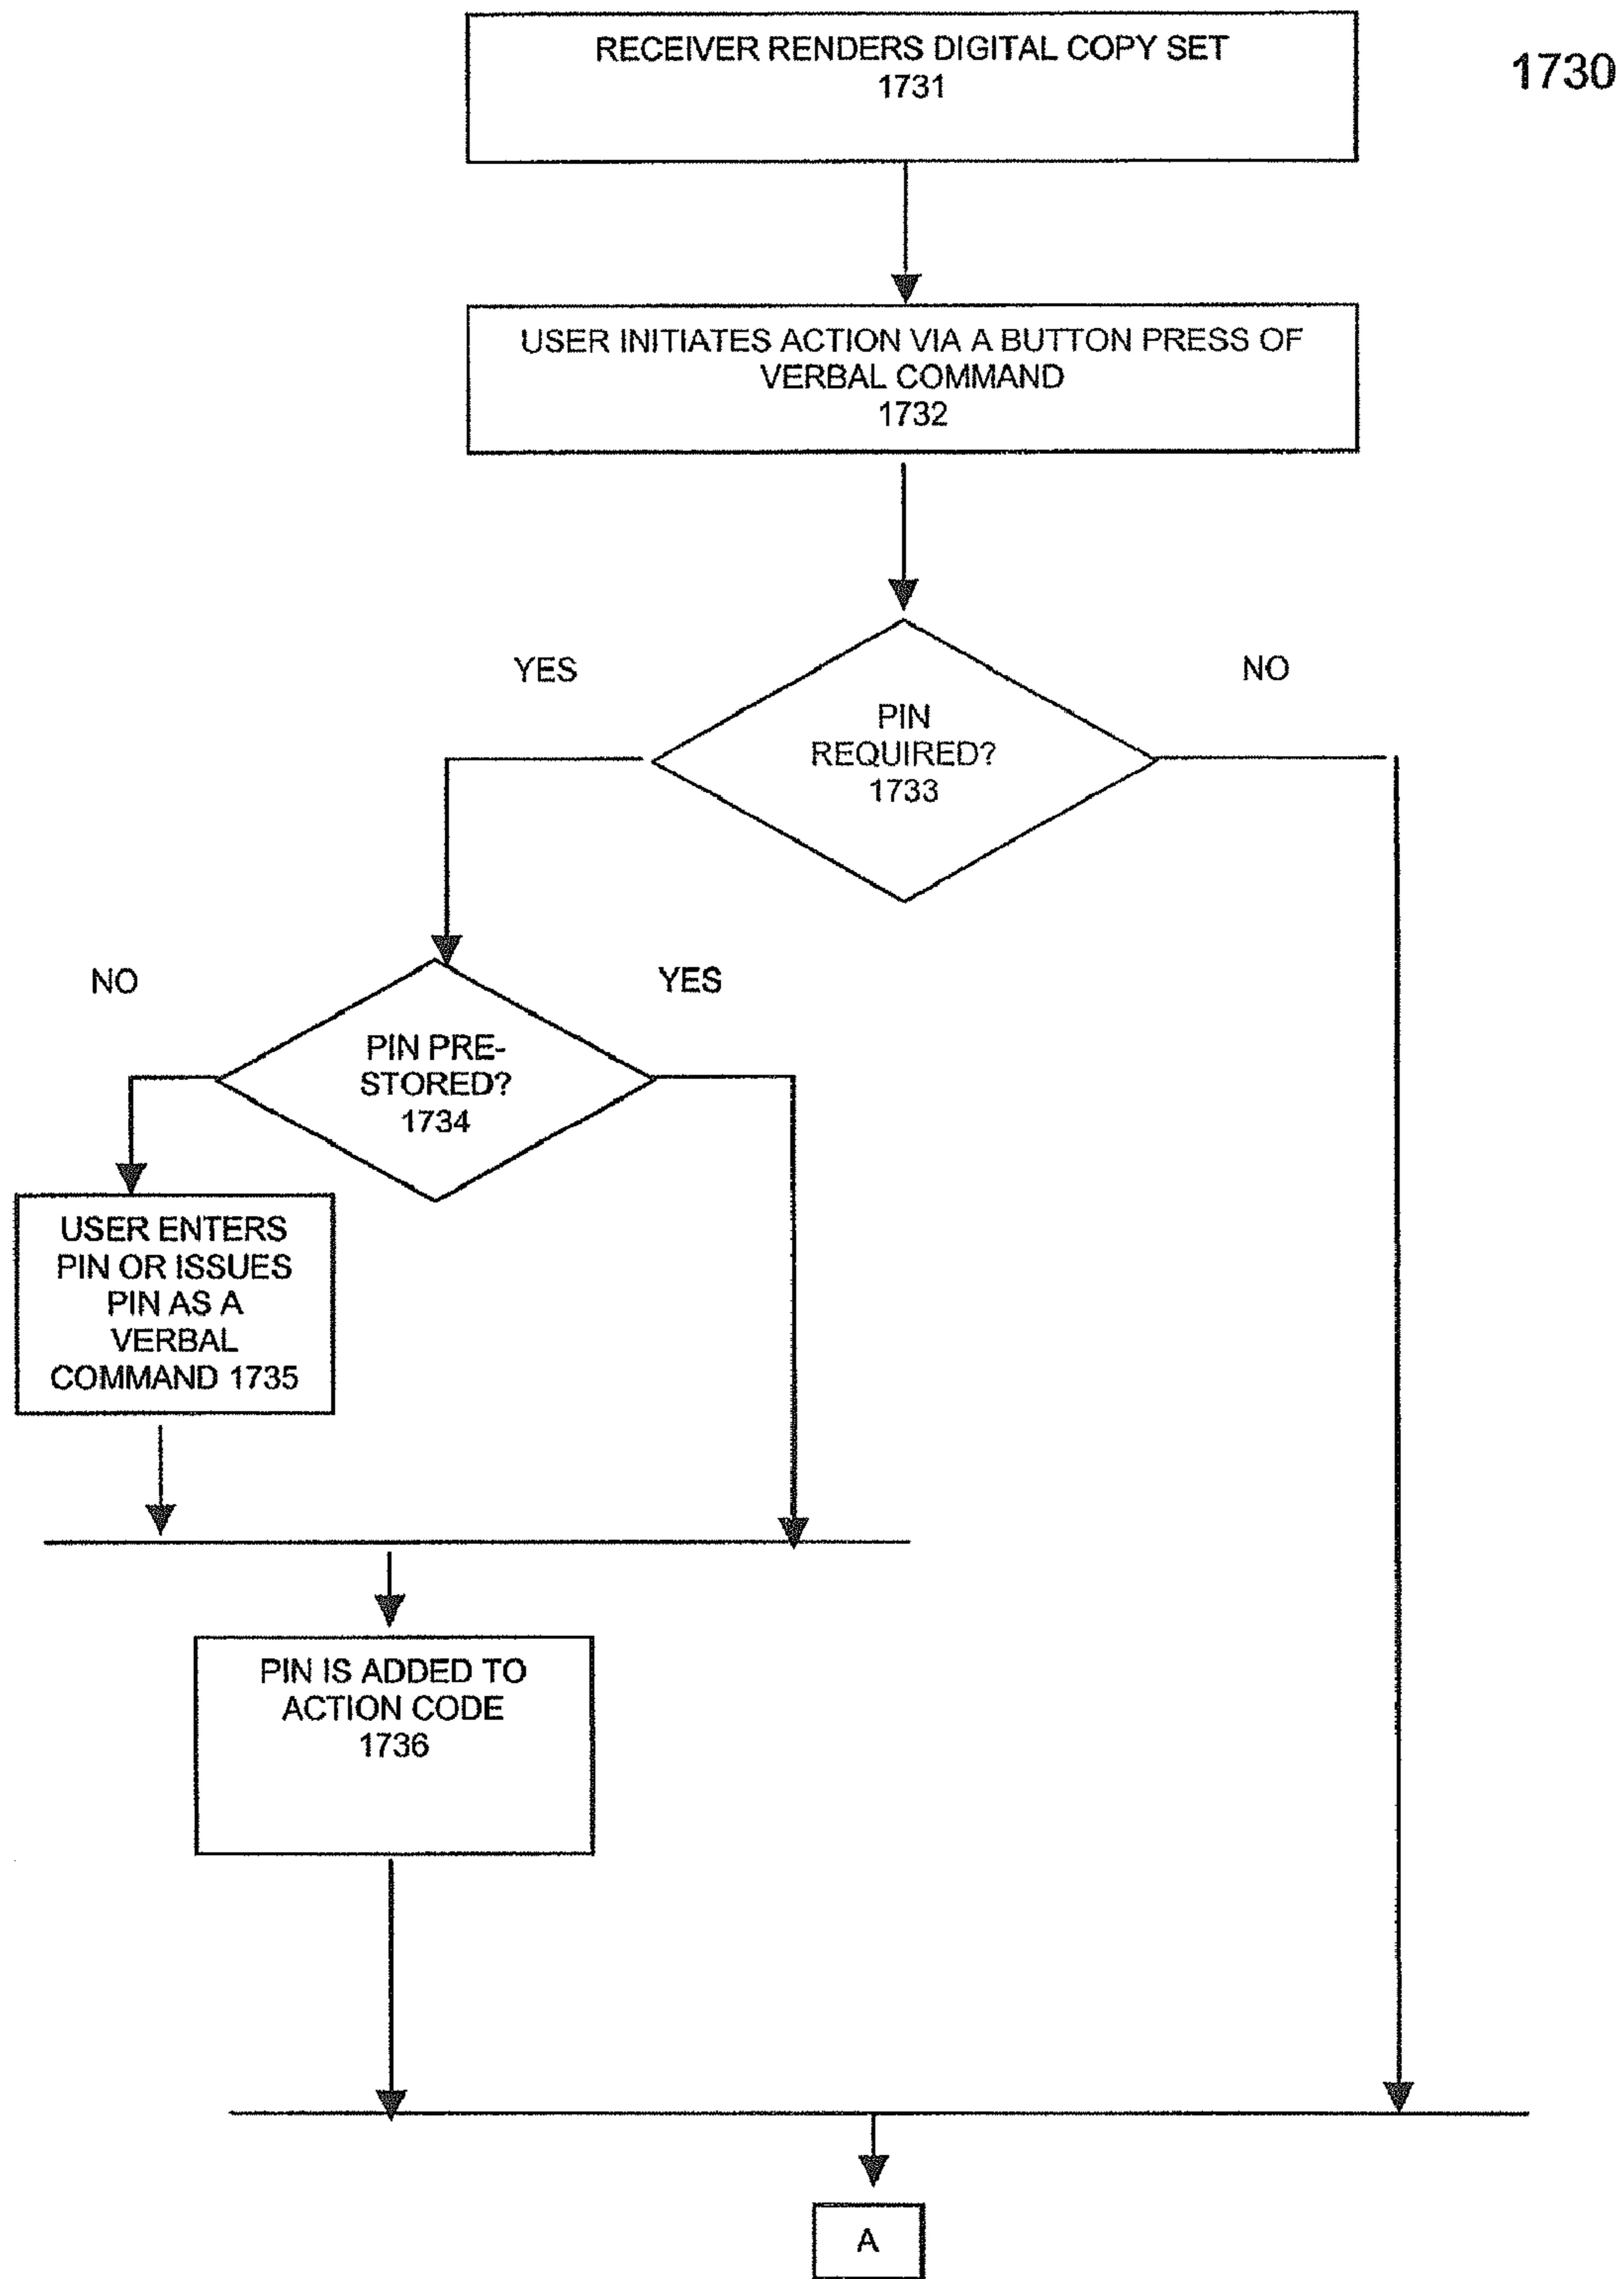 RECEIVER RENDERS DIGITAL COPY SET
1731
1730
USER INITIATES ACTION VIA A BUTTON PRESS OF
VERBAL COMMAND
1732
YES
NO
PIN
REQUIRED?
1733
NO
YES
PIN PRE-
STORED?
1734
USER ENTERS
PIN OR ISSUES
PIN AS A
VERBAL
COMMAND 1735
PIN IS ADDED TO
ACTION CODE
1736
A